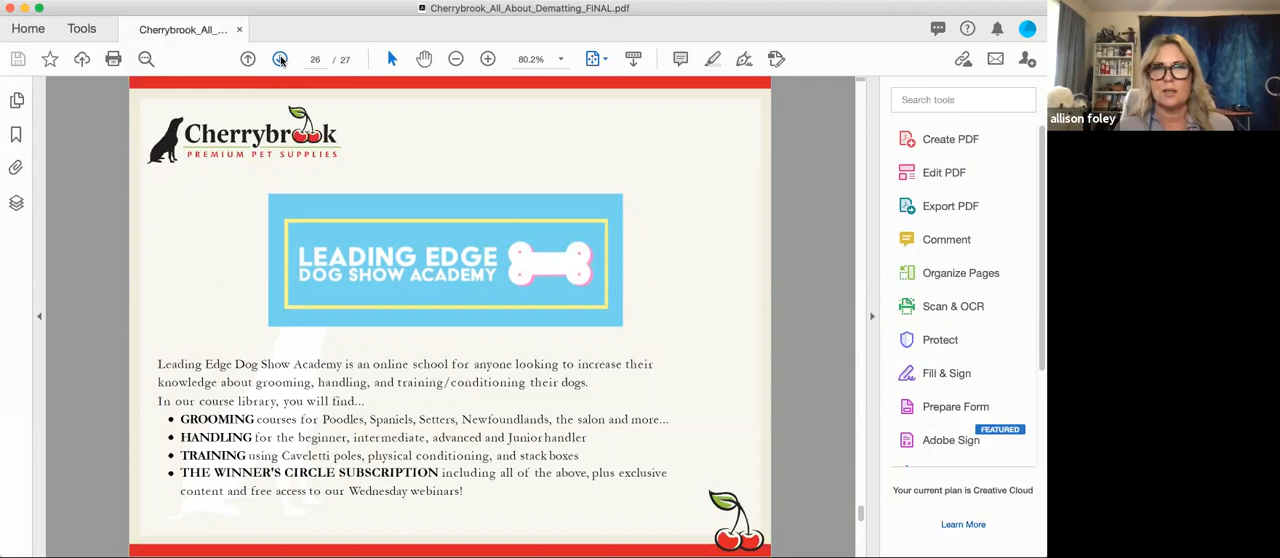 Cherrybrook_All_About_Dematting_FINAL.pdf
Home
Tools
Cherrybrook_All_... ×
26 / 27
80.2%
allison foley
Cherrybrook
PREMIUM PET SUPPLIES
LEADING EDGE
DOG SHOW ACADEMY
Leading Edge Dog Show Academy is an online school for anyone looking to increase their
knowledge about grooming, handling, and training/conditioning their dogs.
In our course library, you will find...
• GROOMING courses for Poodles, Spaniels, Setters, Newfoundlands, the salon and more...
• HANDLING for the beginner, intermediate, advanced and Junior handler
• TRAINING using Caveletti poles, physical conditioning, and stack boxes
• THE WINNER'S CIRCLE SUBSCRIPTION including all of the above, plus exclusive
content and free access to our Wednesday webinars!
Search tools
Create PDF
Edit PDF
Export PDF
Comment
Organize Pages
Scan & OCR
Protect
Fill & Sign
Prepare Form
FEATURED
Adobe Sign
Your current plan is Creative Cloud
Learn More